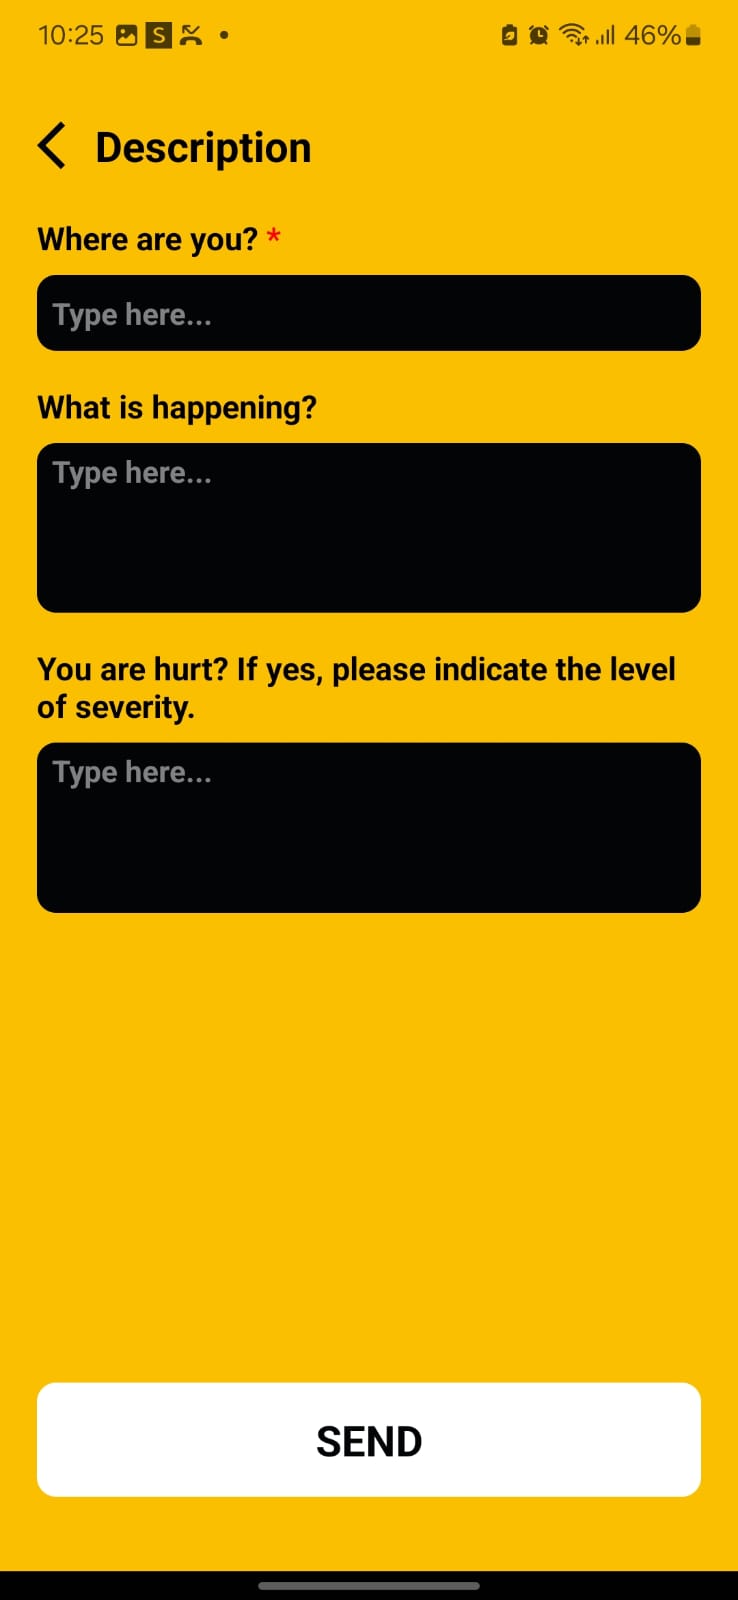 10:25 S 46%
Description
Where are you? *
Type here...
What is happening?
Type here...
You are hurt? If yes, please indicate the level
of severity.
Type here...
SEND